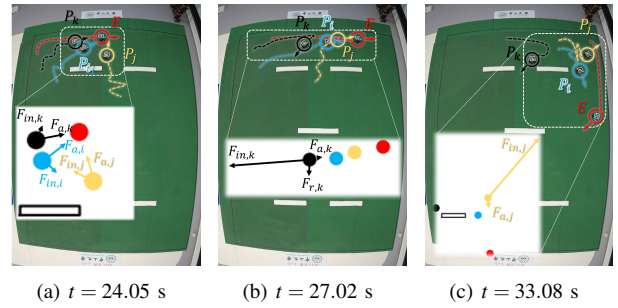 P_k P_i E P_j
F_{in,k} F_{a,k} F_{a,i} F_{in,i} F_{in,j} F_{a,j}
P_k P_i E P_j
F_{in,k} F_{a,k} F_{r,k}
P_k P_j P_i E
F_{in,j} F_{a,j}
(a) t = 24.05 s (b) t = 27.02 s (c) t = 33.08 s